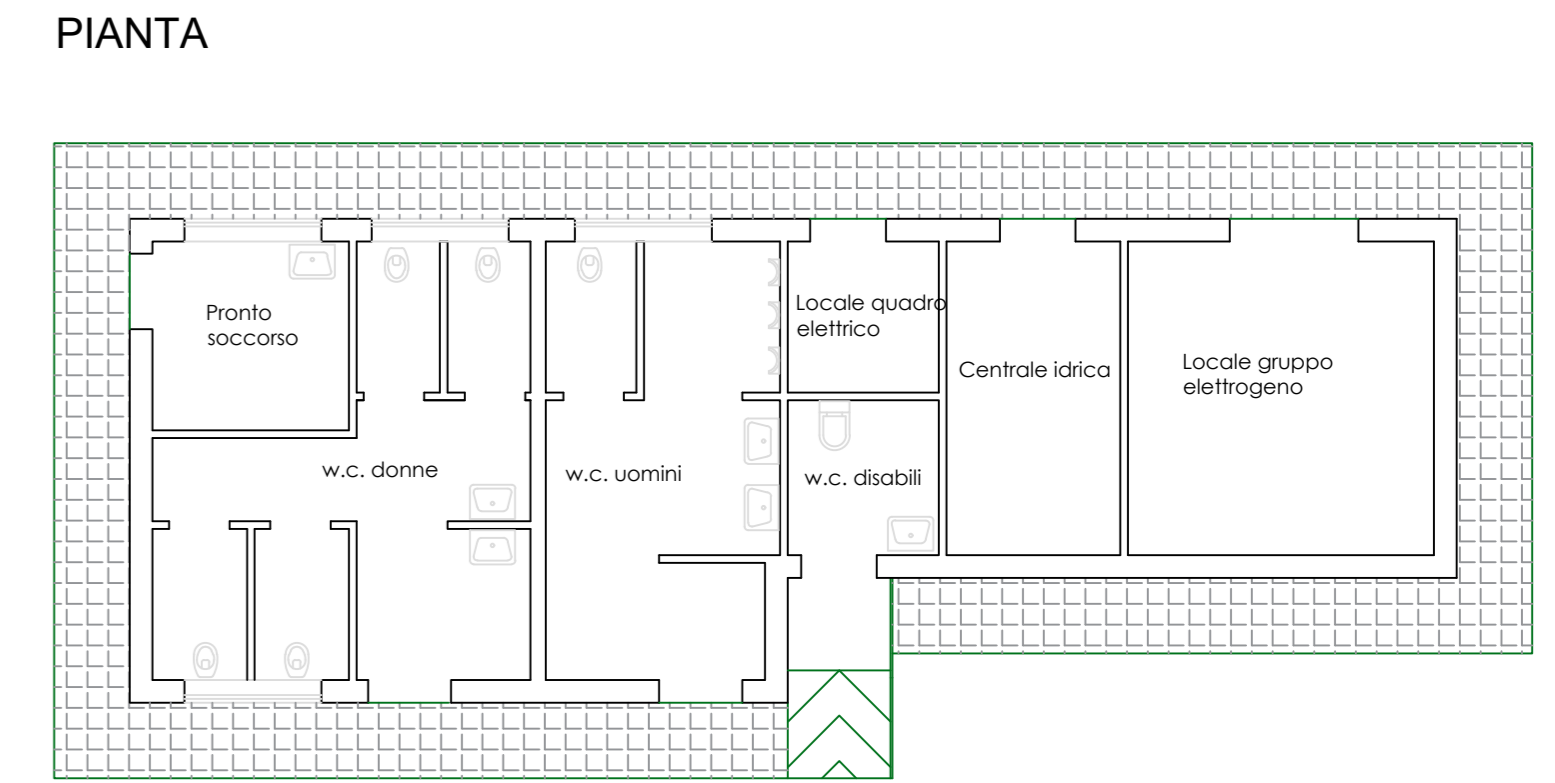 PIANTA
Pronto
soccorso
Locale quadro
elettrico
Centrale idrica
Locale gruppo
elettrogeno
w.c. donne
w.c. uomini
w.c. disabili